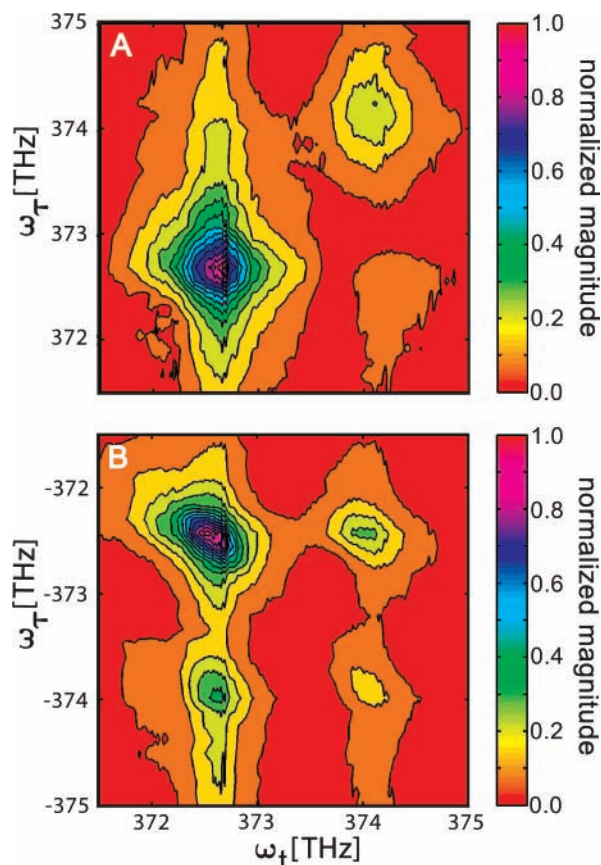 A
375
374
373
372
ω_τ[THz]
1.0
0.8
0.6
0.4
0.2
0.0
normalized magnitude
B
-372
-373
-374
-375
ω_τ[THz]
372 373 374 375
ω_t[THz]
1.0
0.8
0.6
0.4
0.2
0.0
normalized magnitude